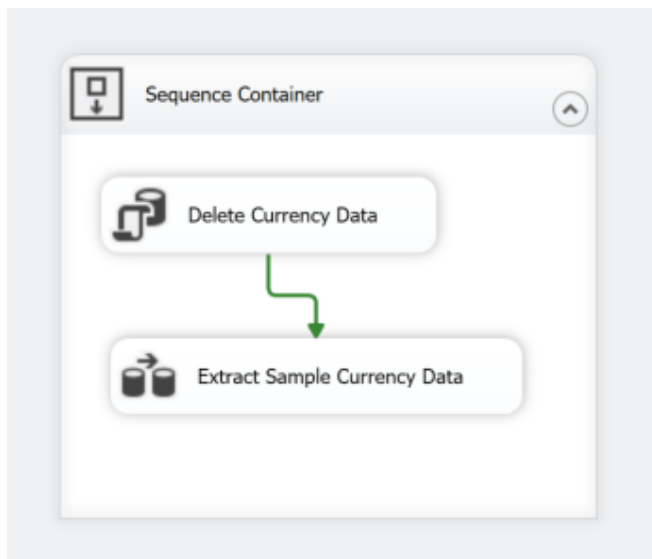 Sequence Container
Delete Currency Data
Extract Sample Currency Data